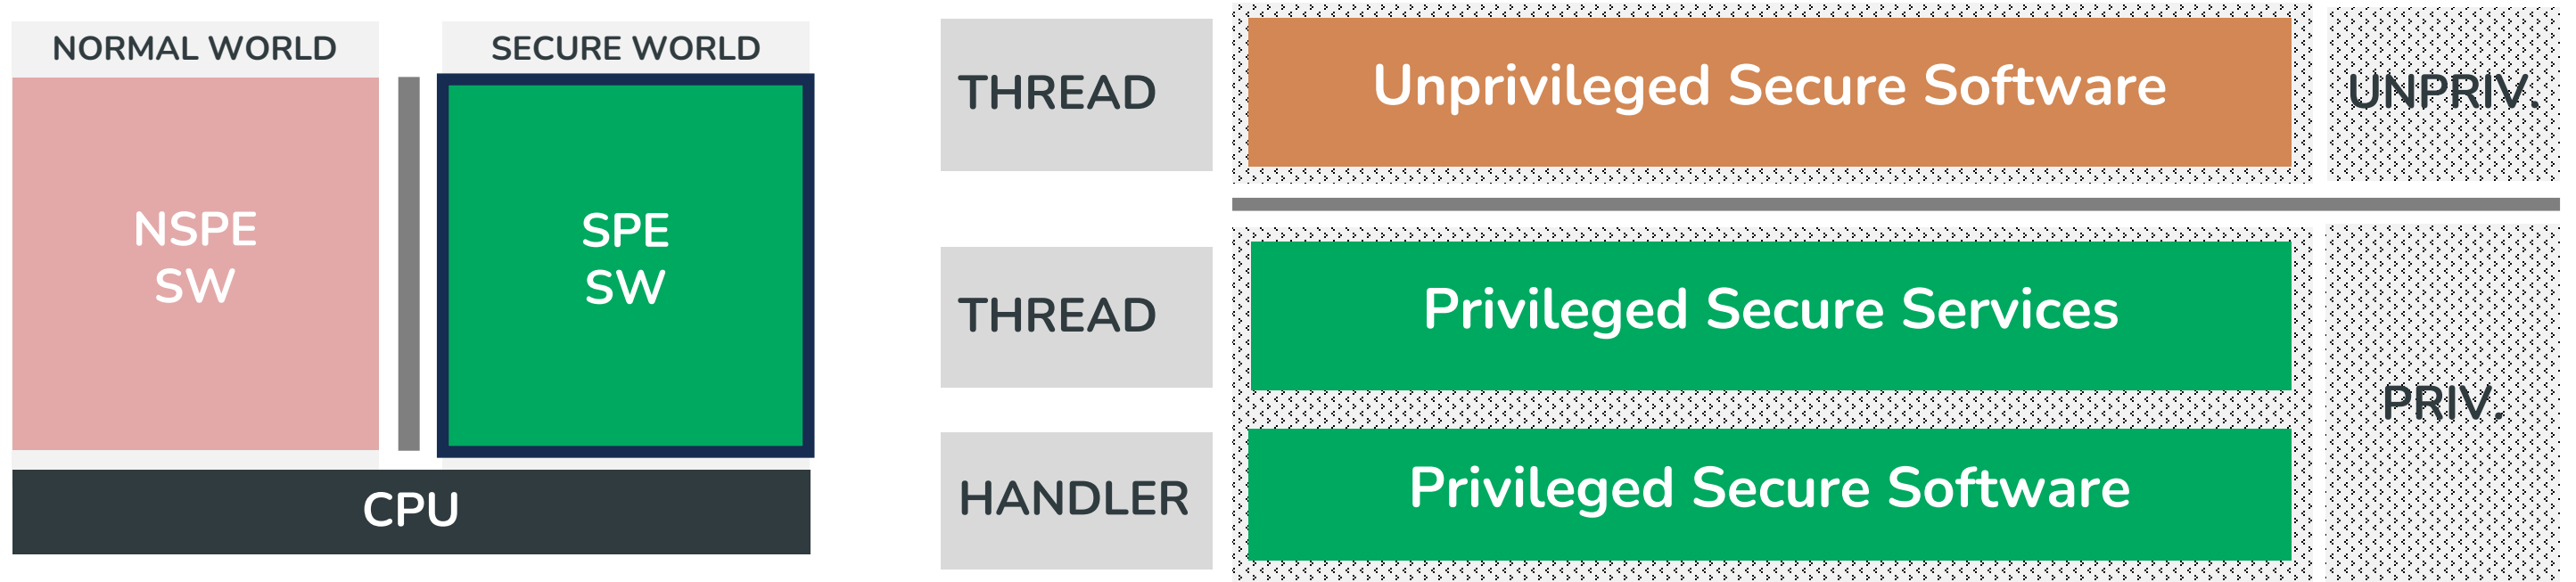 NORMAL WORLD
SECURE WORLD
NSPE
SW
SPE
SW
CPU
THREAD
Unprivileged Secure Software
UNPRIV.
THREAD
Privileged Secure Services
PRIV.
HANDLER
Privileged Secure Software